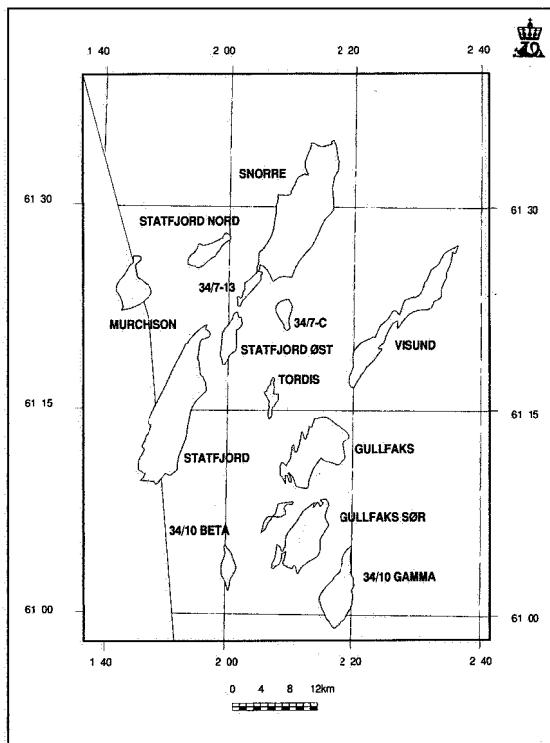 1 40 2 00 2 20 2 40
SNORRE
61 30 61 30
STATFJORD NORD
34/7-13
34/7-C
MURCHISON
STATFJORD ØST
VISUND
TORDIS
61 15 61 15
STATFJORD
GULLFAKS
34/10 BETA
GULLFAKS SØR
34/10 GAMMA
61 00 61 00
1 40 2 00 2 20 2 40
0 4 8 12km